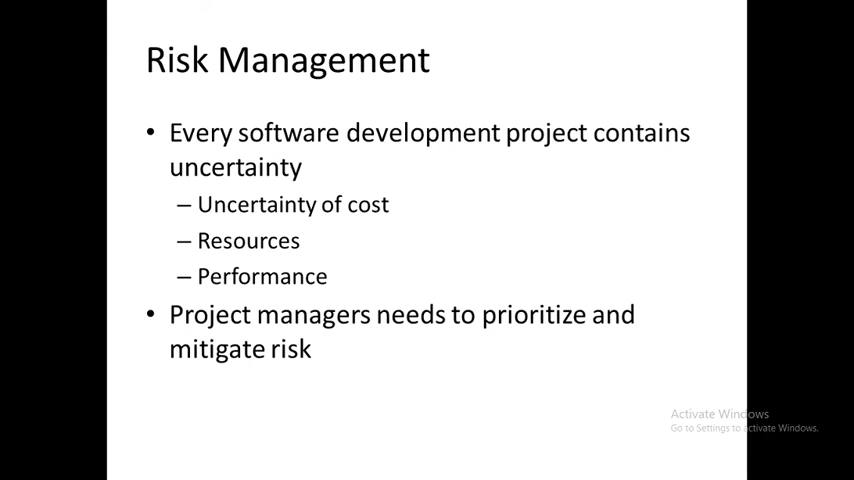 Risk Management
• Every software development project contains
uncertainty
– Uncertainty of cost
– Resources
– Performance
• Project managers needs to prioritize and
mitigate risk
Activate Windows
Go to Settings to activate Windows.